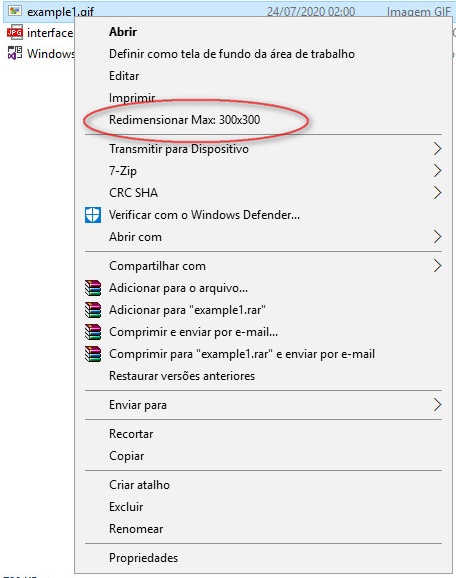 example1.gif 24/07/2020 02:00 Imagem GIF
interface
Windows
Abrir
Definir como tela de fundo da área de trabalho
Editar
Imprimir
Redimensionar Max: 300x300
Transmitir para Dispositivo
7-Zip
CRC SHA
Verificar com o Windows Defender...
Abrir com
Compartilhar com
Adicionar para o arquivo...
Adicionar para "example1.rar"
Comprimir e enviar por e-mail...
Comprimir para "example1.rar" e enviar por e-mail
Restaurar versões anteriores
Enviar para
Recortar
Copiar
Criar atalho
Excluir
Renomear
Propriedades